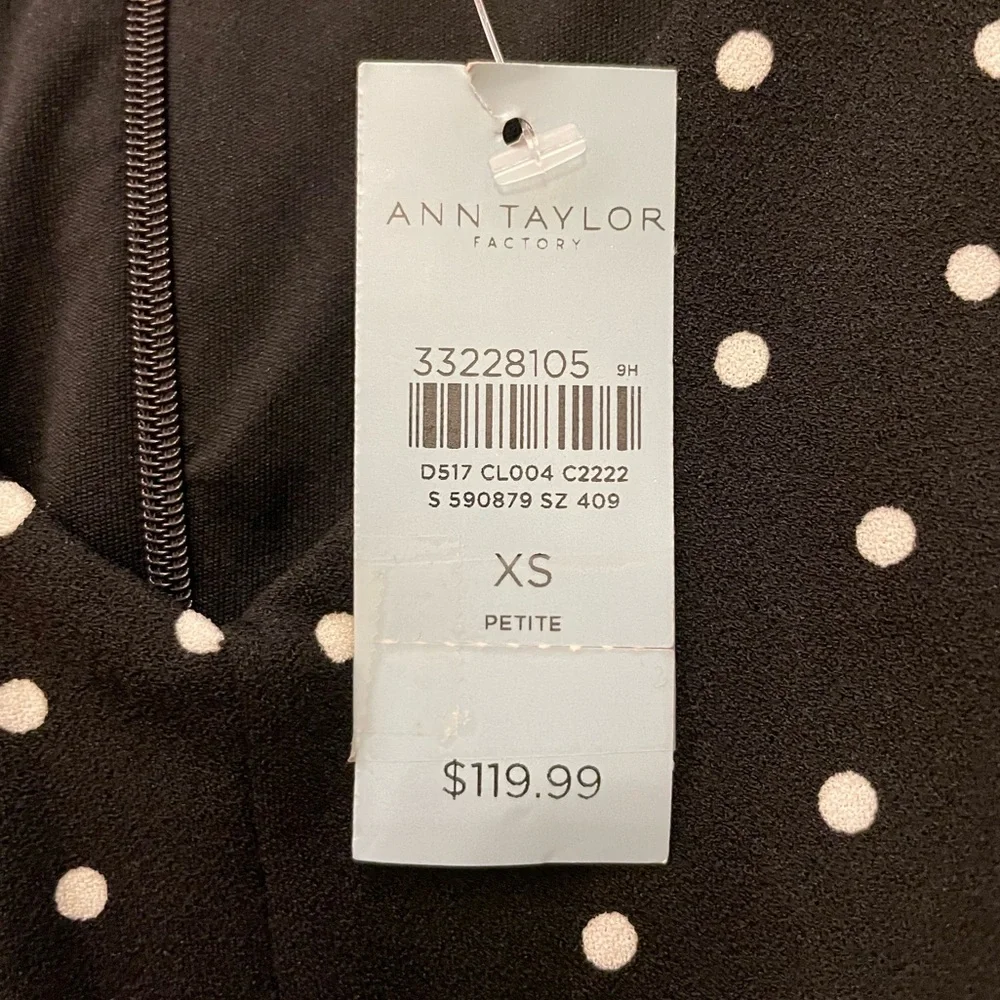 ANN TAYLOR
FACTORY
33228105 9H
D517 CL004 C2222
S 590879 SZ 409
XS
PETITE
$119.99